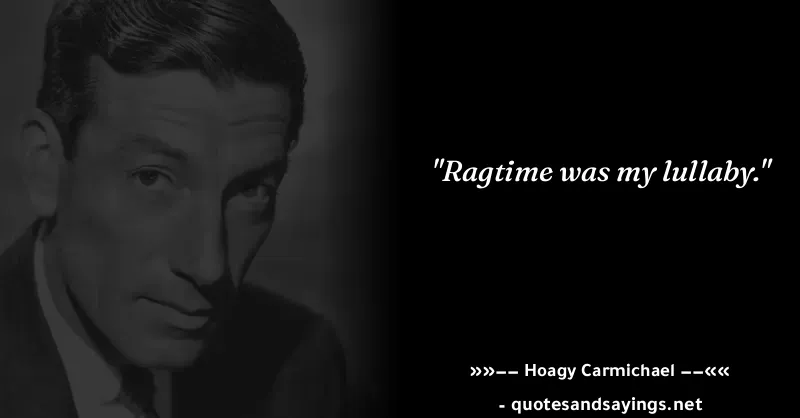 "Ragtime was my lullaby."
»»−− Hoagy Carmichael −−««
- quotesandsayings.net